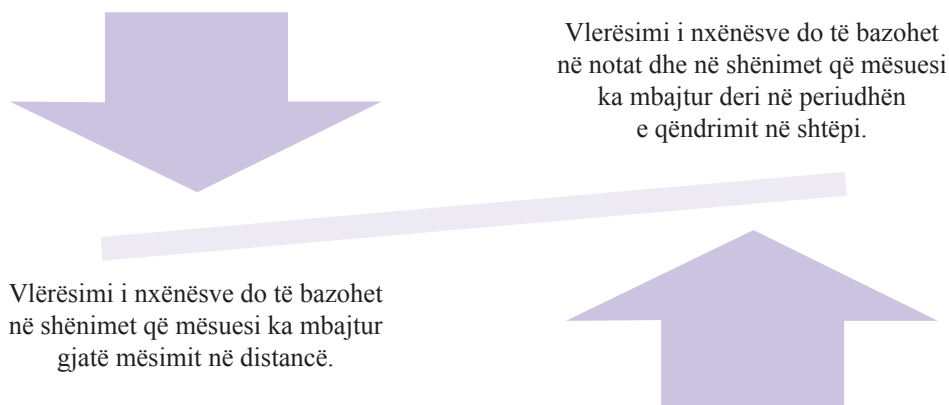 Vlerësimi i nxënësve do të bazohet
në notat dhe në shënimet që mësuesi
ka mbajtur deri në periudhën
e qëndrimit në shtëpi.
Vlërësimi i nxënësve do të bazohet
në shënimet që mësuesi ka mbajtur
gjatë mësimit në distancë.